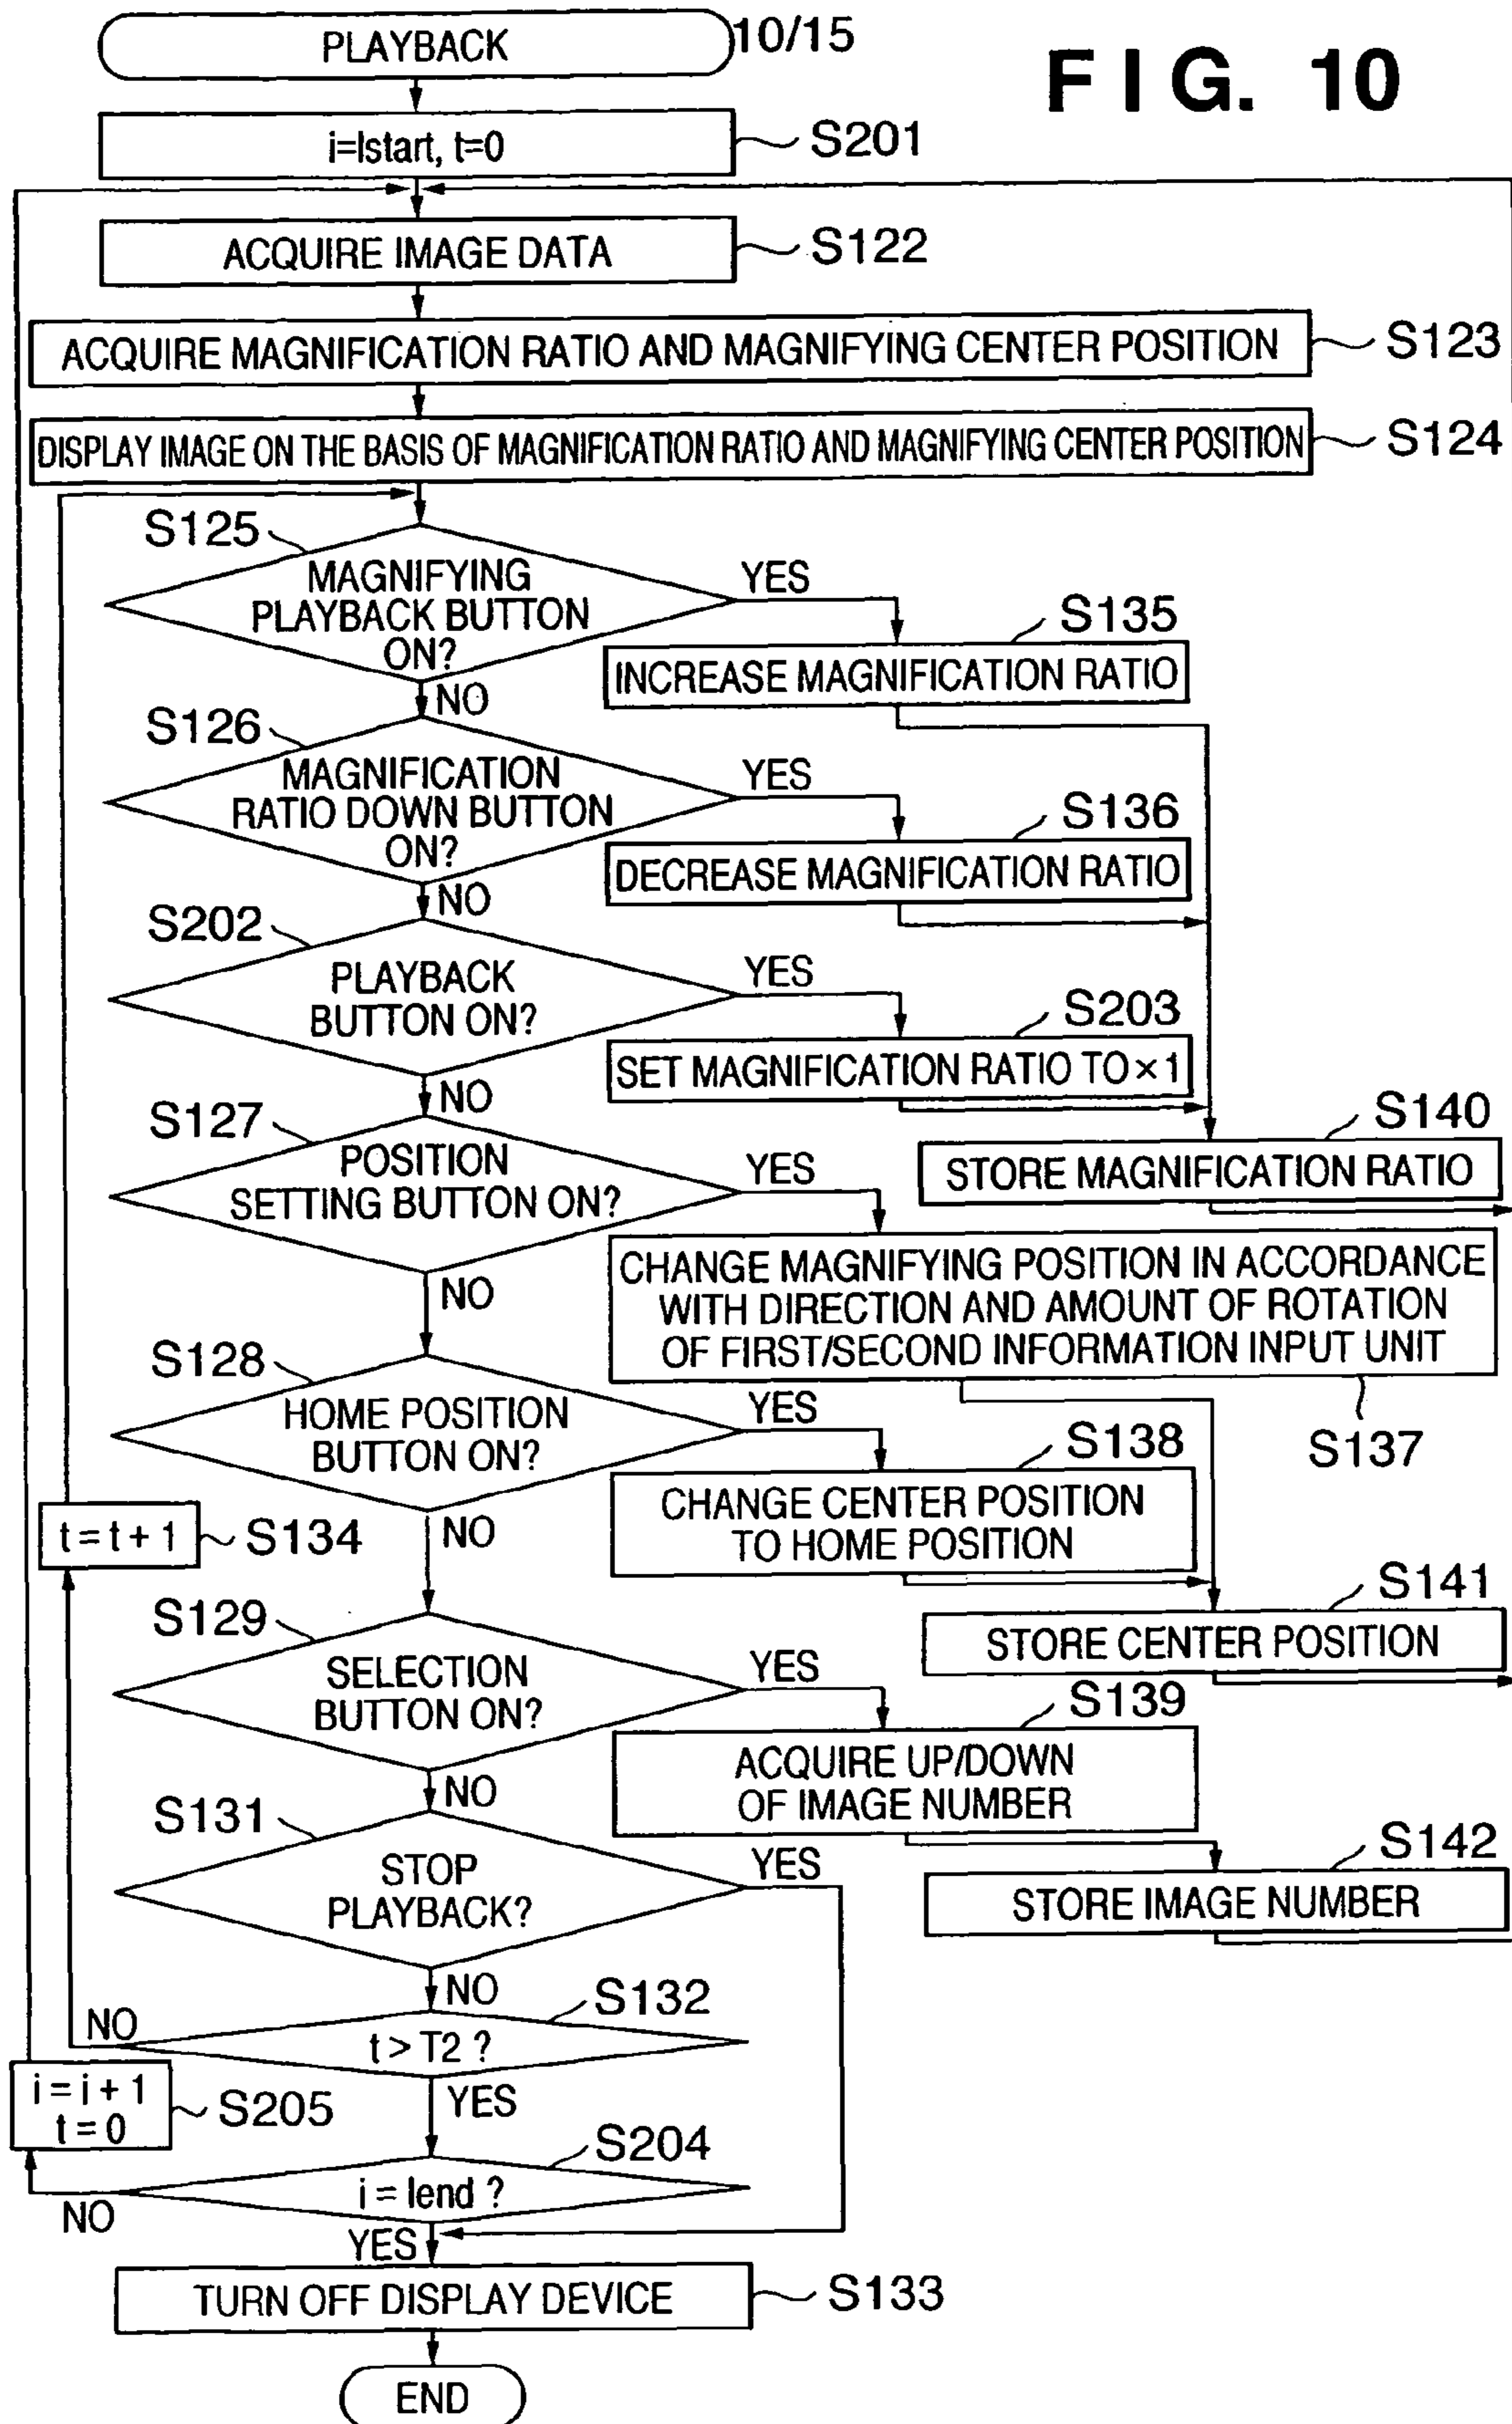 PLAYBACK
10/15
FIG. 10
i=Istart, t=0
S201
ACQUIRE IMAGE DATA
S122
ACQUIRE MAGNIFICATION RATIO AND MAGNIFYING CENTER POSITION
S123
DISPLAY IMAGE ON THE BASIS OF MAGNIFICATION RATIO AND MAGNIFYING CENTER POSITION
S124
S125
MAGNIFYING
PLAYBACK BUTTON
ON?
YES
NO
S135
INCREASE MAGNIFICATION RATIO
S126
MAGNIFICATION
RATIO DOWN BUTTON
ON?
YES
NO
S136
DECREASE MAGNIFICATION RATIO
S202
PLAYBACK
BUTTON ON?
YES
NO
S203
SET MAGNIFICATION RATIO TO ×1
S140
STORE MAGNIFICATION RATIO
S127
POSITION
SETTING BUTTON ON?
YES
NO
CHANGE MAGNIFYING POSITION IN ACCORDANCE
WITH DIRECTION AND AMOUNT OF ROTATION
OF FIRST/SECOND INFORMATION INPUT UNIT
S137
S128
HOME POSITION
BUTTON ON?
YES
NO
S138
CHANGE CENTER POSITION
TO HOME POSITION
t = t + 1
S134
S141
STORE CENTER POSITION
S129
SELECTION
BUTTON ON?
YES
NO
S139
ACQUIRE UP/DOWN
OF IMAGE NUMBER
S142
STORE IMAGE NUMBER
S131
STOP
PLAYBACK?
YES
NO
S132
t > T2 ?
NO
YES
i = i + 1
t = 0
S205
S204
i = Iend ?
NO
YES
TURN OFF DISPLAY DEVICE
S133
END